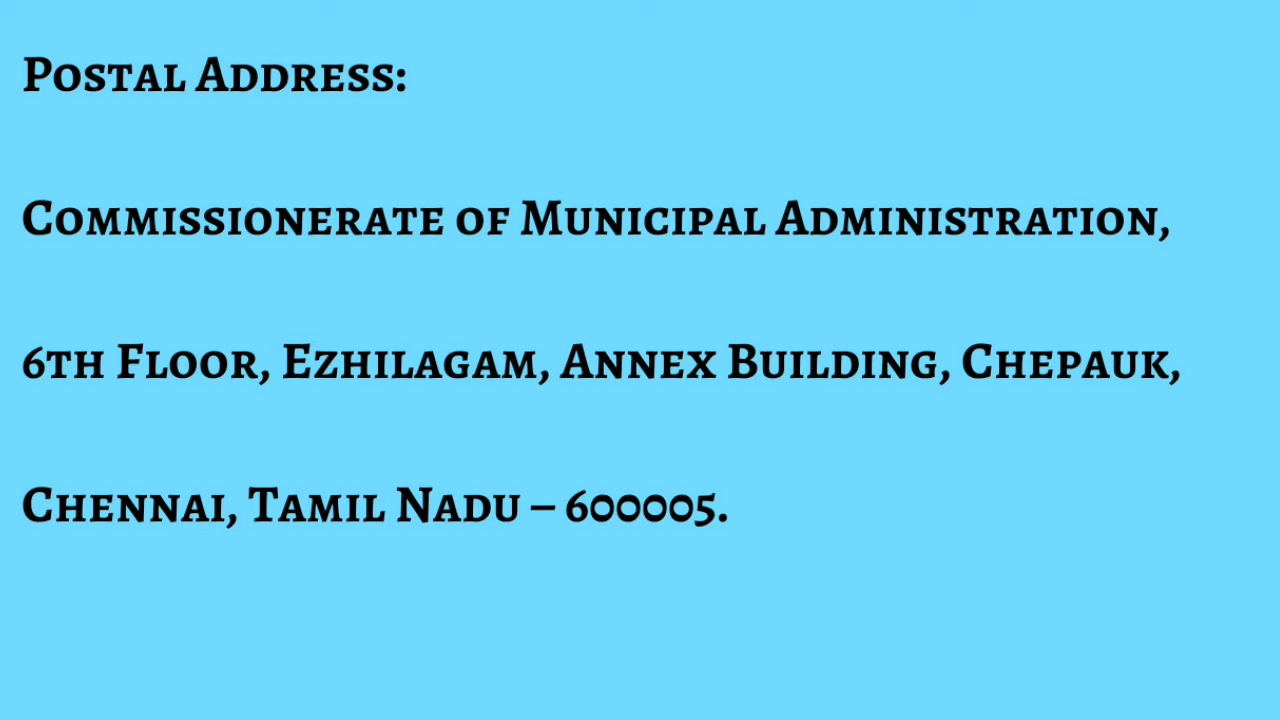 Postal Address:
Commissionerate of Municipal Administration,
6th Floor, Ezhilagam, Annex Building, Chepauk,
Chennai, Tamil Nadu – 600005.